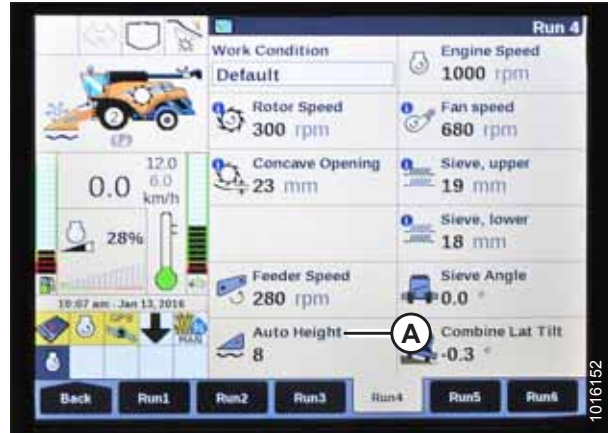 Run 4
Work Condition
Default
Engine Speed
1000 rpm
Rotor Speed
300 rpm
Fan speed
680 rpm
Concave Opening
23 mm
Sieve, upper
19 mm
Sieve, lower
18 mm
Feeder Speed
280 rpm
Sieve Angle
0.0 °
Auto Height
8
A
Combine Lat Tilt
-0.3 °
2
(P)
12.0
0.0
6.0
km/h
28%
10:07 am Jan 13, 2016
GPS
MAX
Back
Run1
Run2
Run3
Run4
Run5
Run6
1016152